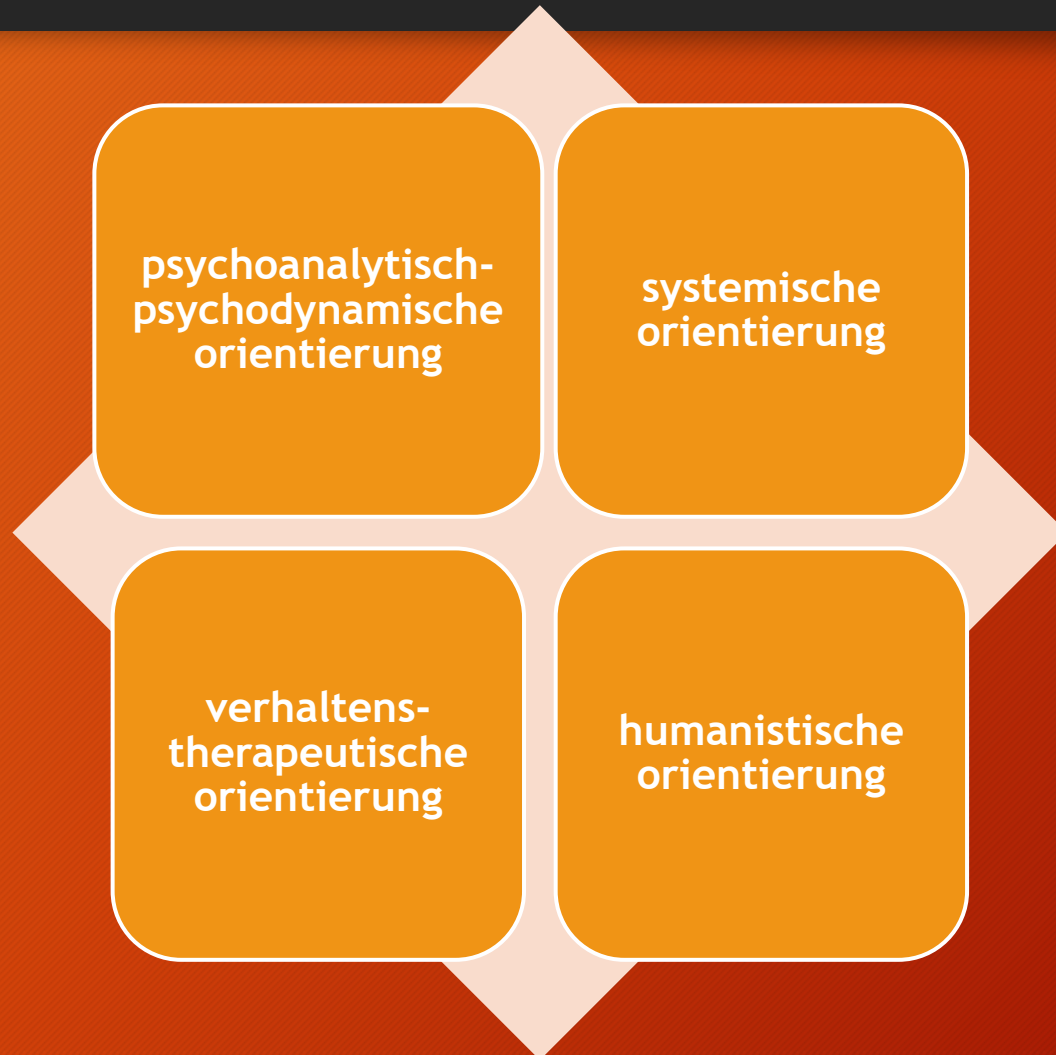 psychoanalytisch-
psychodynamische
orientierung
systemische
orientierung
verhaltens-
therapeutische
orientierung
humanistische
orientierung